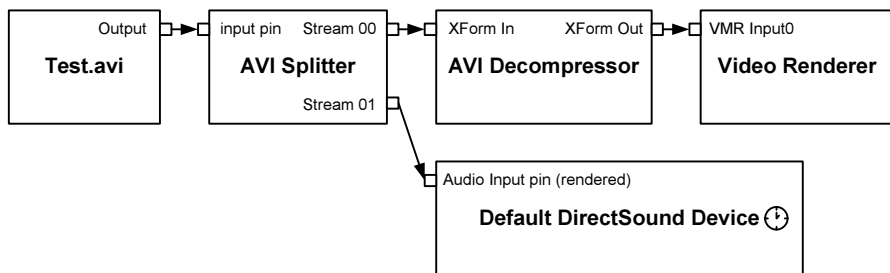 Output
Test.avi
input pin Stream 00
AVI Splitter
Stream 01
XForm In XForm Out
AVI Decompressor
VMR Input0
Video Renderer
Audio Input pin (rendered)
Default DirectSound Device